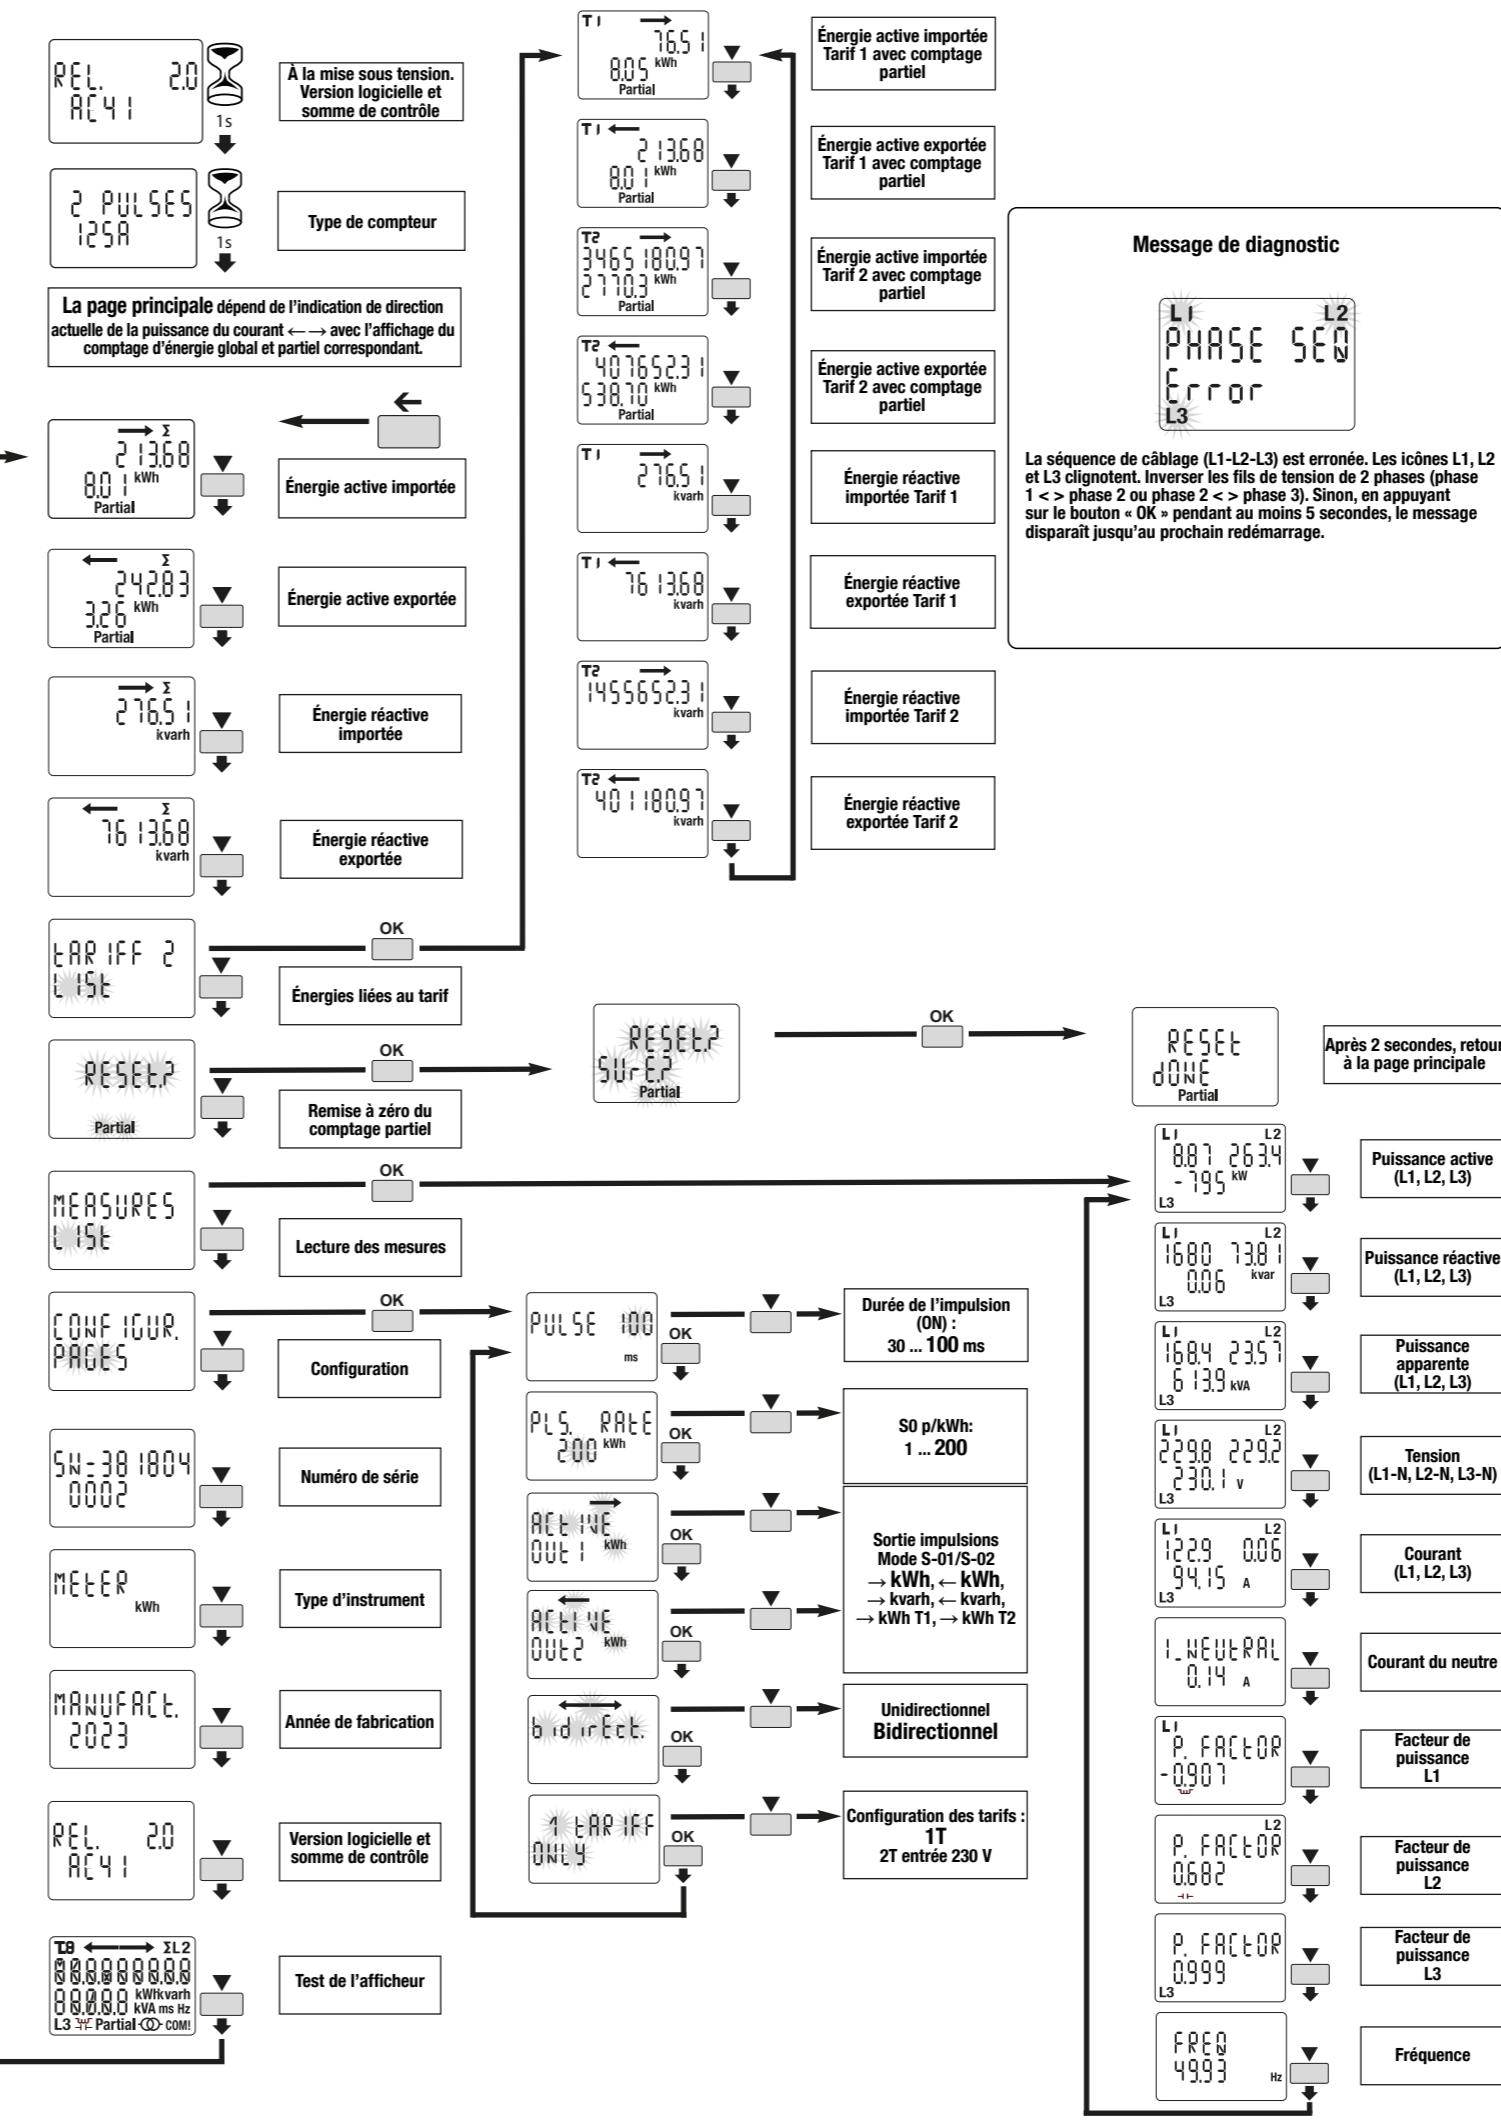 REL. 2.0
AC41
1s
À la mise sous tension.
Version logicielle et
somme de contrôle
2 PULSES
125A
1s
Type de compteur
La page principale dépend de l'indication de direction
actuelle de la puissance du courant ←→ avec l'affichage du
comptage d'énergie global et partiel correspondant.
←
→ Σ
213.68
8.01 kWh
Partial
Énergie active importée
← Σ
242.83
3.26 kWh
Partial
Énergie active exportée
→ Σ
276.51
kvarh
Énergie réactive
importée
← Σ
7613.68
kvarh
Énergie réactive
exportée
tARIFF 2
LISt
OK
Énergies liées au tarif
RESEt.?
Partial
OK
Remise à zéro du
comptage partiel
MEASURES
LISt
OK
Lecture des mesures
CONFIGUR.
PAGES
OK
Configuration
SN-381804
0002
Numéro de série
MEtER
kWh
Type d'instrument
MANUFACt.
2023
Année de fabrication
REL. 2.0
AC41
Version logicielle et
somme de contrôle
ΣL2
kWhkvarh
kVA ms Hz
L3 Partial COM!
Test de l'afficheur
T1 →
76.51
8.05 kWh
Partial
Énergie active importée
Tarif 1 avec comptage
partiel
T1 ←
213.68
8.01 kWh
Partial
Énergie active exportée
Tarif 1 avec comptage
partiel
T2 →
3465180.97
2770.3 kWh
Partial
Énergie active importée
Tarif 2 avec comptage
partiel
T2 ←
407652.31
538.70 kWh
Partial
Énergie active exportée
Tarif 2 avec comptage
partiel
T1 →
276.51
kvarh
Énergie réactive
importée Tarif 1
T1 ←
7613.68
kvarh
Énergie réactive
exportée Tarif 1
T2 →
1455652.31
kvarh
Énergie réactive
importée Tarif 2
T2 ←
401180.97
kvarh
Énergie réactive
exportée Tarif 2
Message de diagnostic
L1 L2
PHASE SEQ
Error
L3
La séquence de câblage (L1-L2-L3) est erronée. Les icônes L1, L2
et L3 clignotent. Inverser les fils de tension de 2 phases (phase
1 < > phase 2 ou phase 2 < > phase 3). Sinon, en appuyant
sur le bouton « OK » pendant au moins 5 secondes, le message
disparaît jusqu'au prochain redémarrage.
RESEt.?
SUrE.?
Partial
OK
RESEt
dONE
Partial
Après 2 secondes, retour
à la page principale
PULSE 100
ms
OK
Durée de l'impulsion
(ON) :
30 ... 100 ms
PLS. RAtE
200 kWh
OK
S0 p/kWh:
1 ... 200
→
ACtIVE
OUt1 kWh
OK
←
ACtIVE
OUt2 kWh
OK
Sortie impulsions
Mode S-01/S-02
→ kWh, ← kWh,
→ kvarh, ← kvarh,
→ kWh T1, → kWh T2
←→
bidirEct.
OK
Unidirectionnel
Bidirectionnel
1 tARIFF
ONLY
OK
Configuration des tarifs :
1T
2T entrée 230 V
L1 L2
8.87 263.4
-795 kW
L3
Puissance active
(L1, L2, L3)
L1 L2
1680 73.81
0.06 kvar
L3
Puissance réactive
(L1, L2, L3)
L1 L2
168.4 23.57
613.9 kVA
L3
Puissance
apparente
(L1, L2, L3)
L1 L2
229.8 229.2
230.1 V
L3
Tension
(L1-N, L2-N, L3-N)
L1 L2
122.9 0.06
94.15 A
L3
Courant
(L1, L2, L3)
I_NEUtRAL
0.14 A
Courant du neutre
L1
P. FACtOR
-0.907
Facteur de
puissance
L1
L2
P. FACtOR
0.682
Facteur de
puissance
L2
P. FACtOR
0.999
L3
Facteur de
puissance
L3
FREQ
49.93 Hz
Fréquence